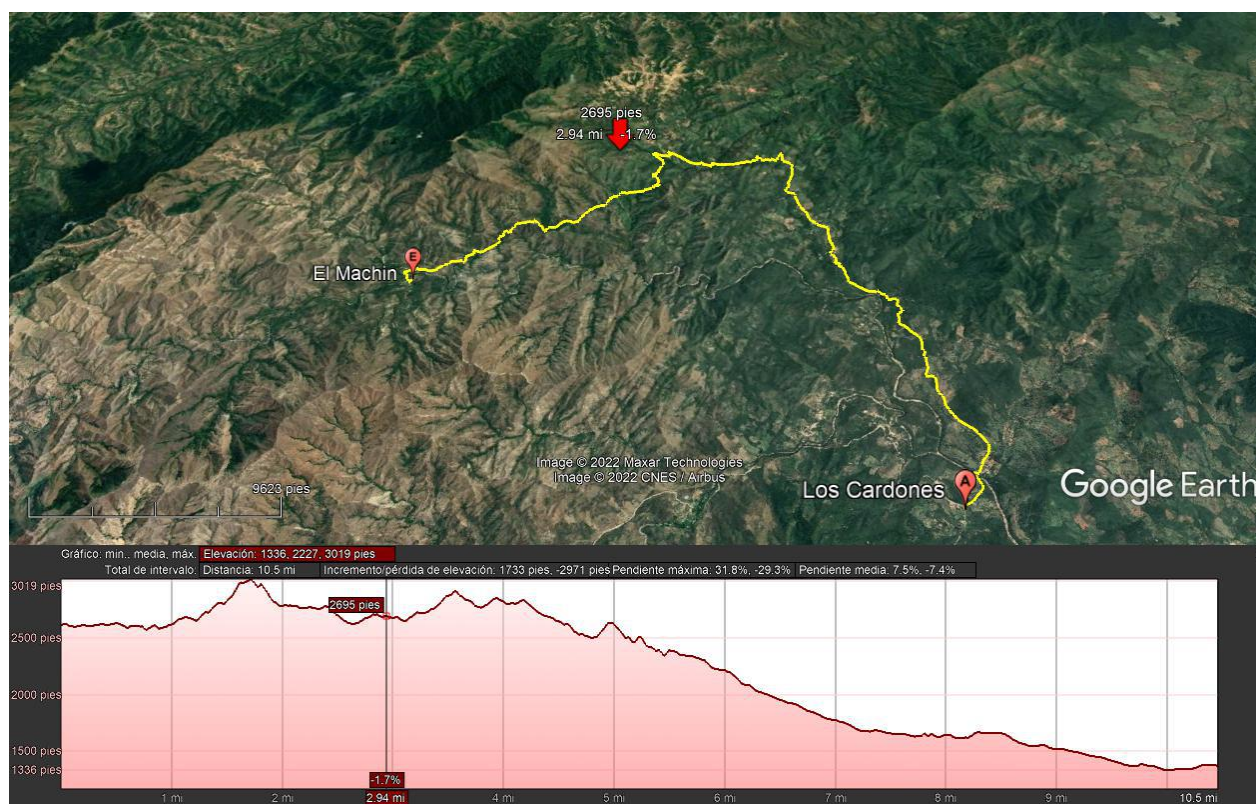 2695 pies
2.94 mi -1.7%
E
El Machin
Image © 2022 Maxar Technologies
Image © 2022 CNES / Airbus
9623 pies
Los Cardones
A
Google Earth
Gráfico: min., media, máx. Elevación: 1336, 2227, 3019 pies
Total de intervalo: Distancia: 10.5 mi Incremento/pérdida de elevación: 1733 pies, -2971 pies Pendiente máxima: 31.8%, -29.3% Pendiente media: 7.5%, -7.4%
3019 pies
2695 pies
2500 pies
2000 pies
1500 pies
1336 pies
-1.7%
1 mi 2 mi 2.94 mi 4 mi 5 mi 6 mi 7 mi 8 mi 9 mi 10.5 mi